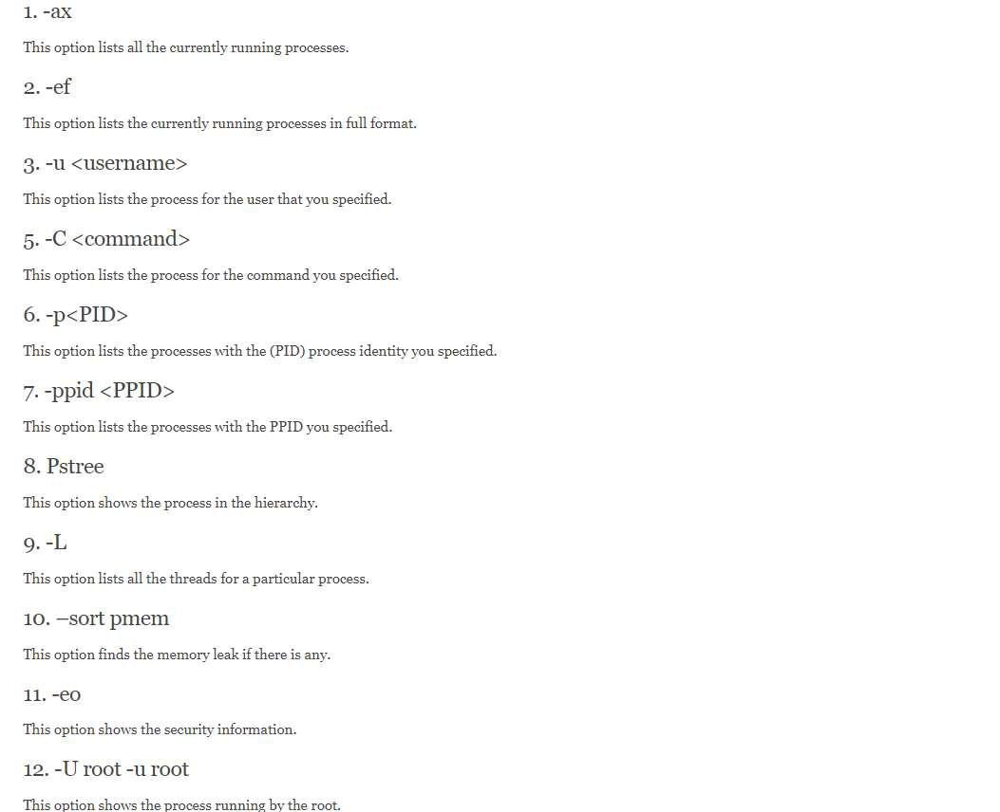 1. -ax
This option lists all the currently running processes.
2. -ef
This option lists the currently running processes in full format.
3. -u <username>
This option lists the process for the user that you specified.
5. -C <command>
This option lists the process for the command you specified.
6. -p<PID>
This option lists the processes with the (PID) process identity you specified.
7. -ppid <PPID>
This option lists the processes with the PPID you specified.
8. Pstree
This option shows the process in the hierarchy.
9. -L
This option lists all the threads for a particular process.
10. –sort pmem
This option finds the memory leak if there is any.
11. -eo
This option shows the security information.
12. -U root -u root
This option shows the process running by the root.